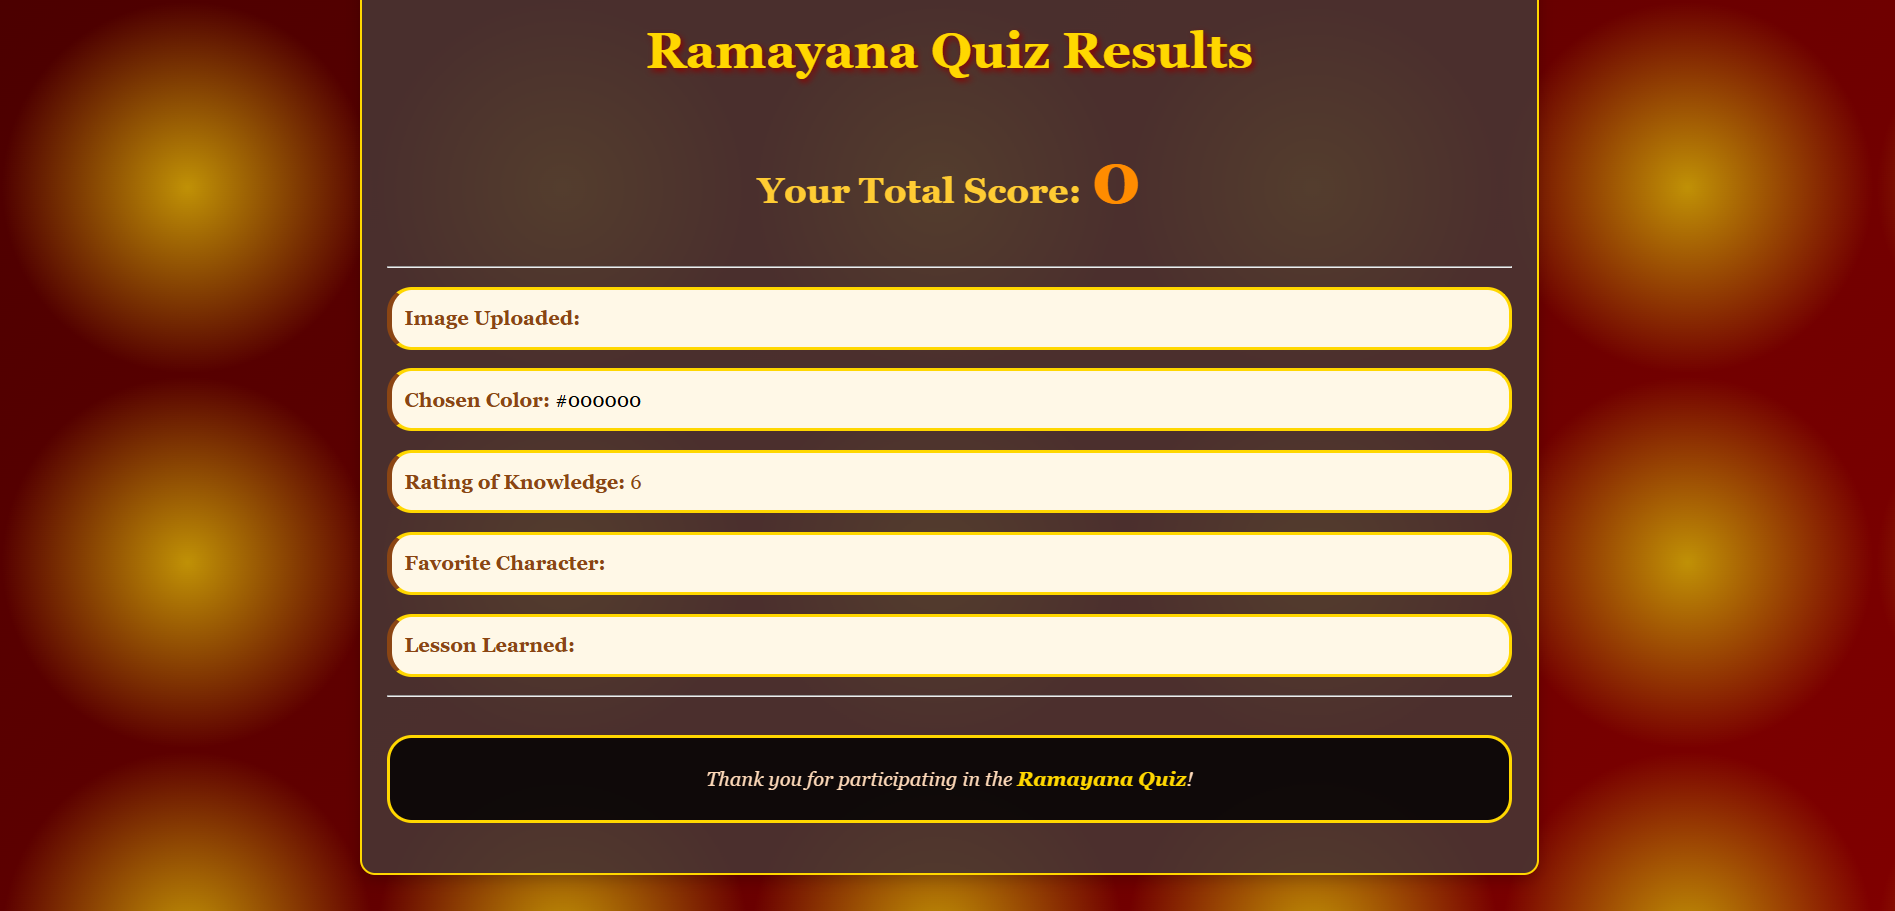 Ramayana Quiz Results
Your Total Score: 0
Image Uploaded:
Chosen Color: #000000
Rating of Knowledge: 6
Favorite Character:
Lesson Learned:
Thank you for participating in the Ramayana Quiz!